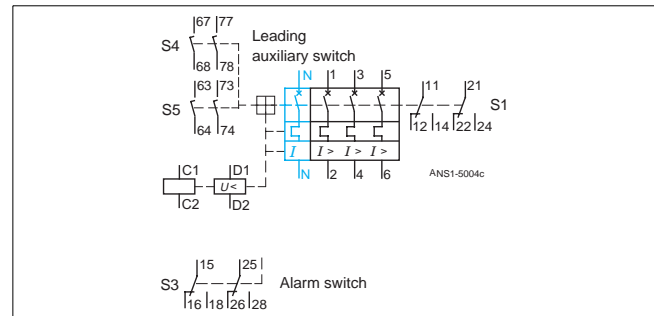 67 77
S4 Leading
auxiliary switch
68 78
N 1 3 5
63 73
S5
11 21
S1
64 74
12 14 22 24
I I > I > I >
C1 D1
U<
C2 D2
N 2 4 6
ANS1-5004c
15 25
S3 Alarm switch
16 18 26 28